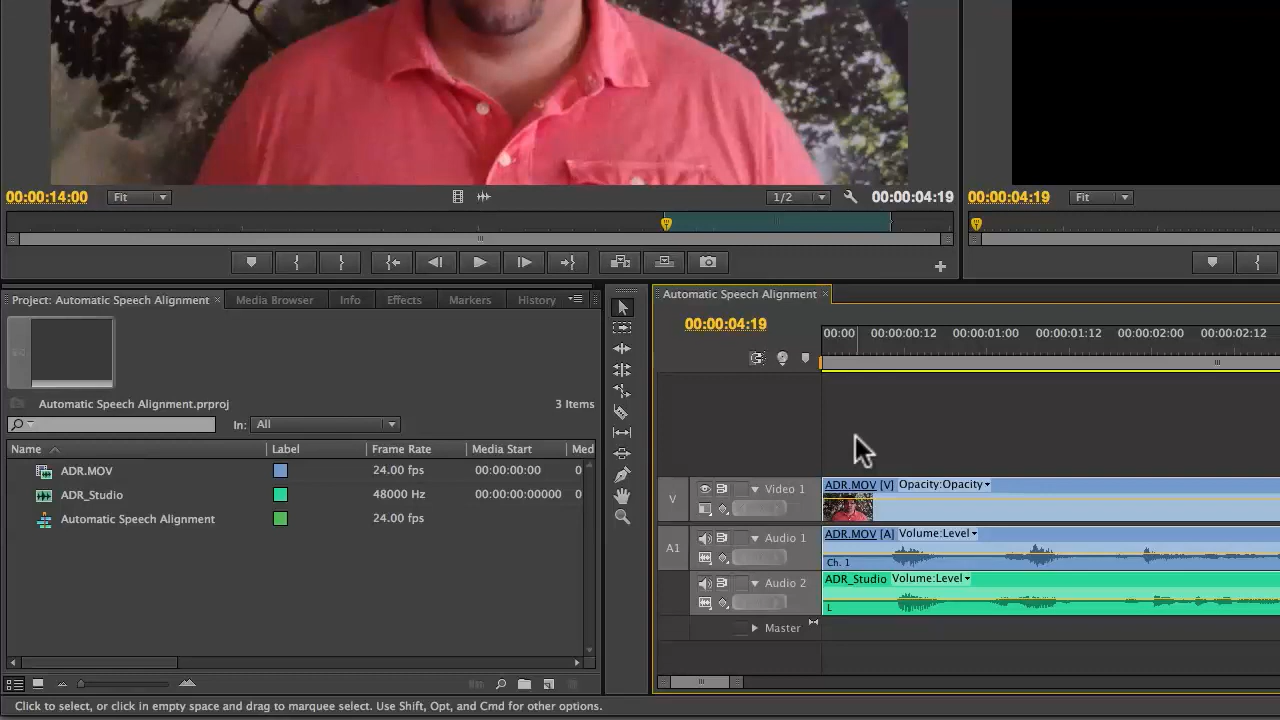 00:00:14:00 Fit 1/2 00:00:04:19 00:00:04:19 Fit
Project: Automatic Speech Alignment × Media Browser Info Effects Markers History
Automatic Speech Alignment ×
00:00:04:19
00:00 00:00:00:12 00:00:01:00 00:00:01:12 00:00:02:00 00:00:02:12
Automatic Speech Alignment.prproj 3 Items
In: All
Name Label Frame Rate Media Start Med
ADR.MOV 24.00 fps 00:00:00:00 0
ADR_Studio 48000 Hz 00:00:00:00000 0
Automatic Speech Alignment 24.00 fps
V Video 1 ADR.MOV [V] Opacity:Opacity
A1 Audio 1 ADR.MOV [A] Volume:Level
Ch. 1
Audio 2 ADR_Studio Volume:Level
L
Master
Click to select, or click in empty space and drag to marquee select. Use Shift, Opt, and Cmd for other options.